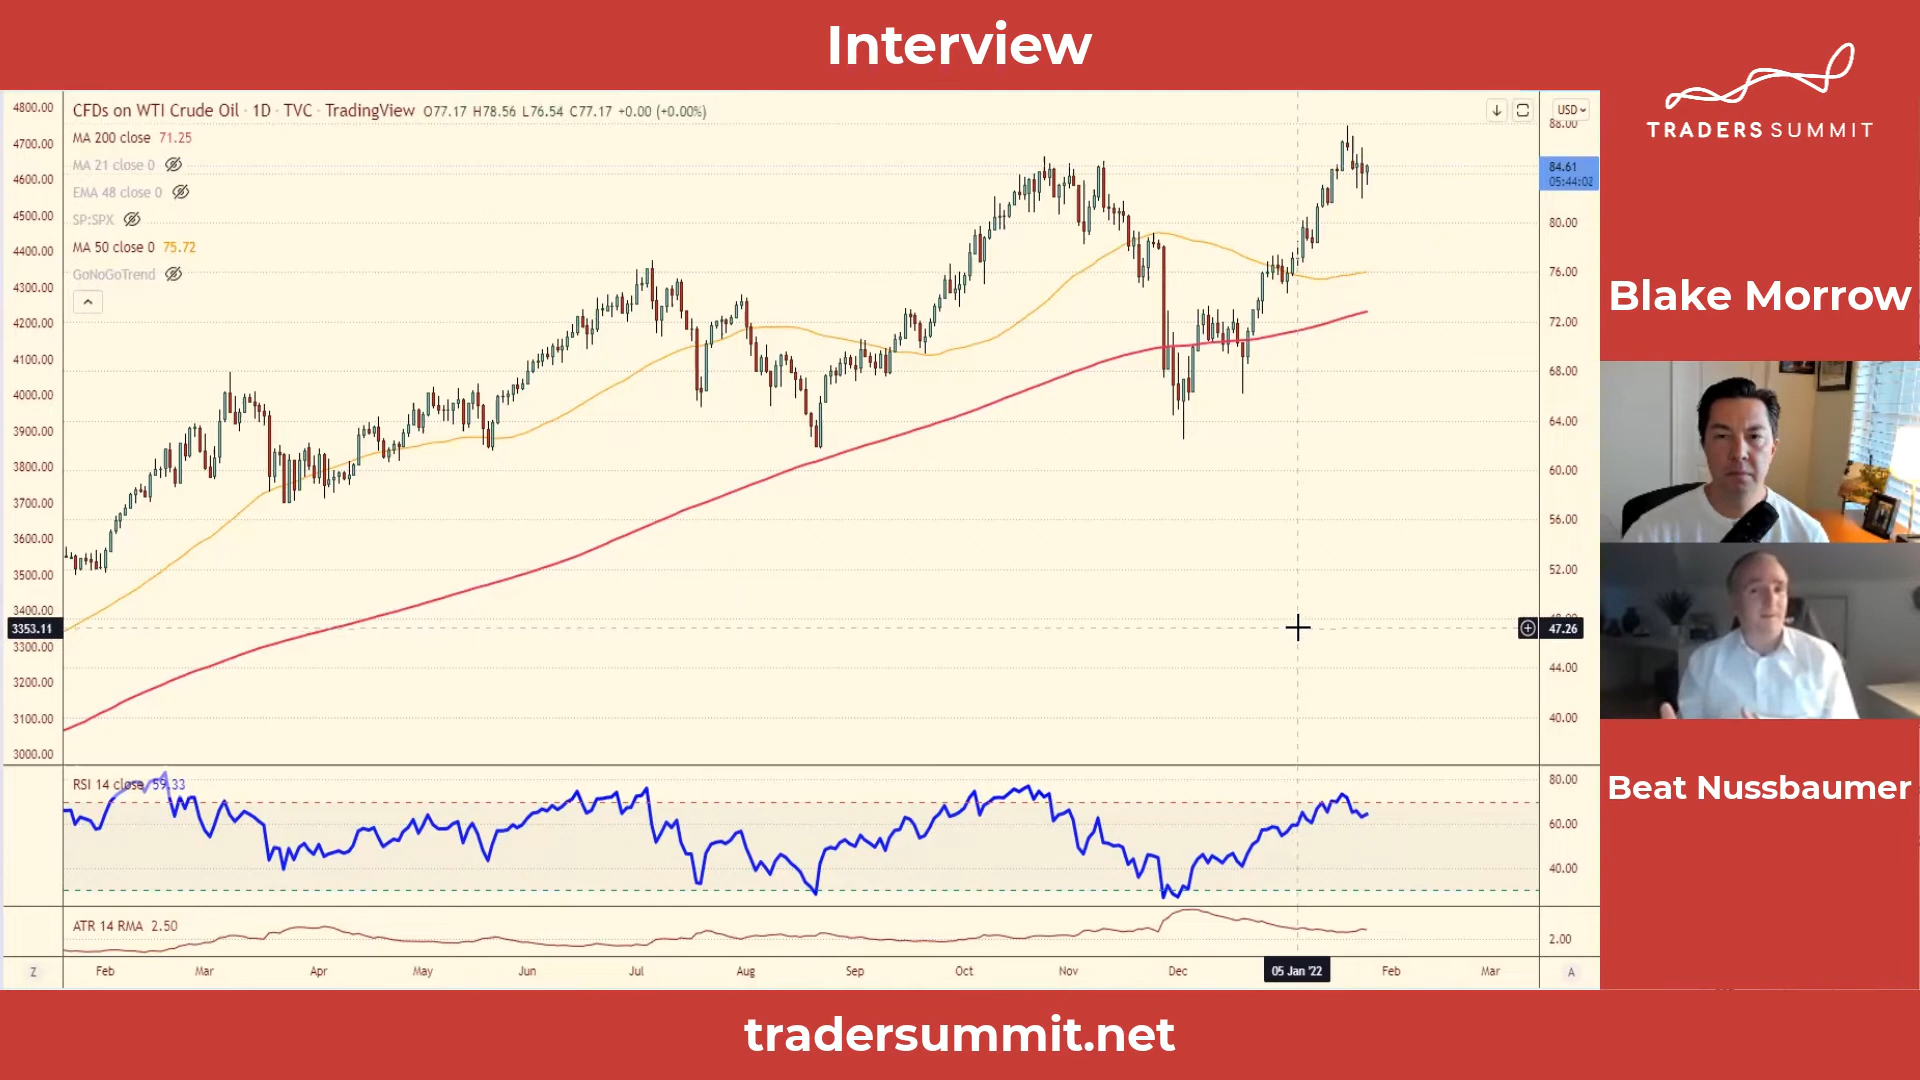 Interview
TRADERS SUMMIT
CFDs on WTI Crude Oil · 1D · TVC · TradingView O77.17 H78.56 L76.54 C77.17 +0.00 (+0.00%)
MA 200 close 71.25
MA 21 close 0
EMA 48 close 0
SP:SPX
MA 50 close 0 75.72
GoNoGoTrend
4800.00
4700.00
4600.00
4500.00
4400.00
4300.00
4200.00
4100.00
4000.00
3900.00
3800.00
3700.00
3600.00
3500.00
3400.00
3353.11
3300.00
3200.00
3100.00
3000.00
USD
88.00
84.61
05:44:02
80.00
76.00
72.00
68.00
64.00
60.00
56.00
52.00
48.00
47.26
44.00
40.00
RSI 14 close 59.33
80.00
60.00
40.00
ATR 14 RMA 2.50
2.00
Z Feb Mar Apr May Jun Jul Aug Sep Oct Nov Dec 05 Jan '22 Feb Mar A
Blake Morrow
Beat Nussbaumer
tradersummit.net